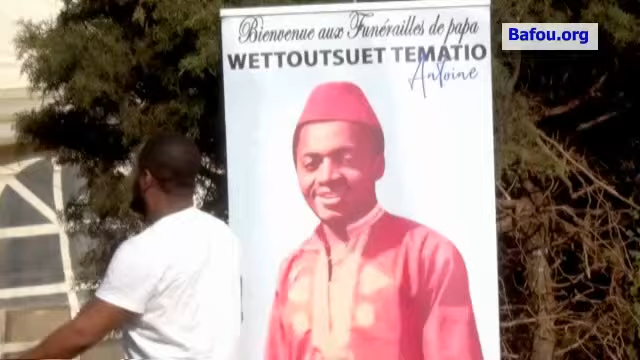 Bienvenue aux Funérailles de papa
WETTOUTSUET TEMATIO
Antoine
Bafou.org